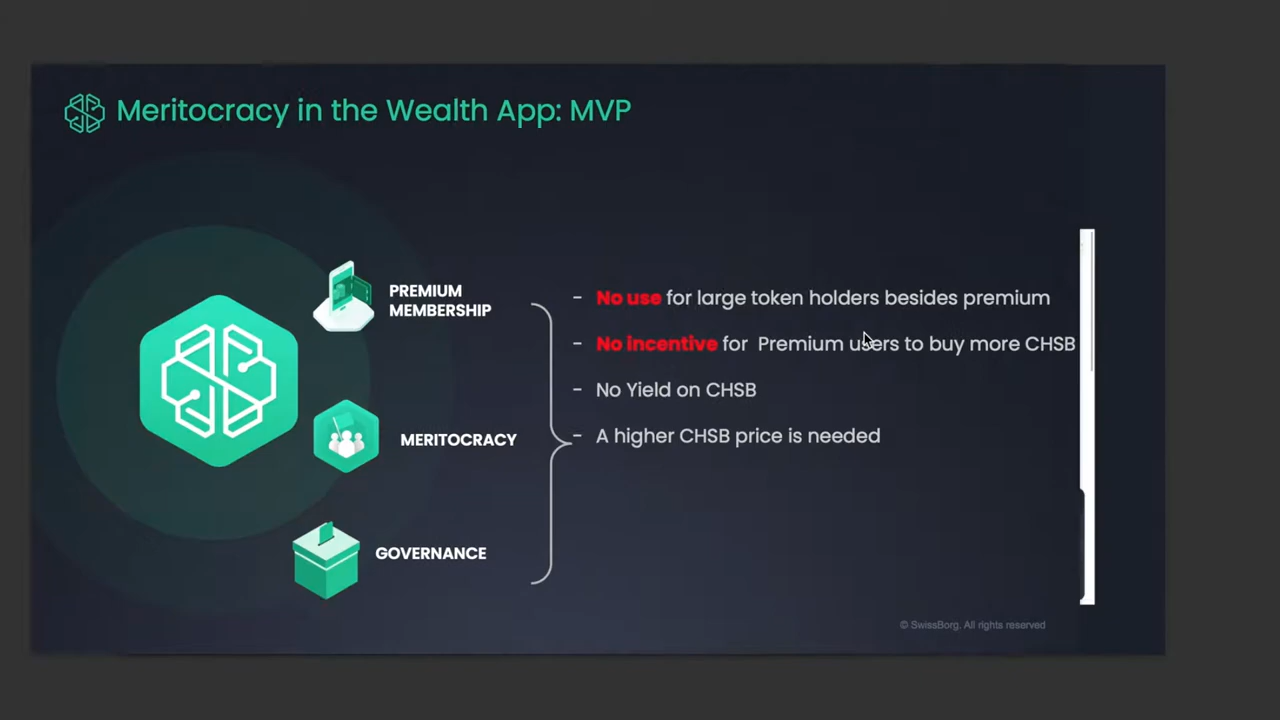 Meritocracy in the Wealth App: MVP
PREMIUM
MEMBERSHIP
MERITOCRACY
GOVERNANCE
- No use for large token holders besides premium
- No incentive for Premium users to buy more CHSB
- No Yield on CHSB
- A higher CHSB price is needed
© SwissBorg. All rights reserved